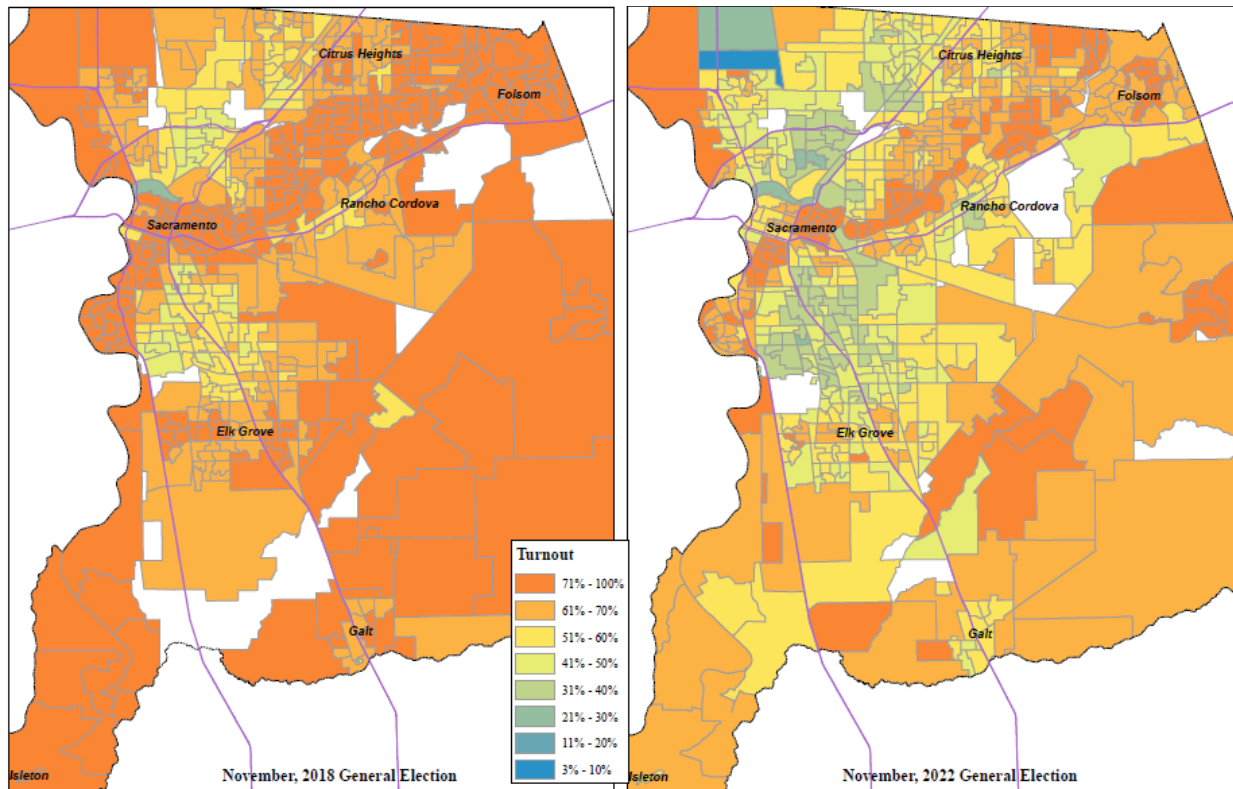 Citrus Heights
Folsom
Rancho Cordova
Sacramento
Elk Grove
Galt
Isleton
November, 2018 General Election
Turnout
71% - 100%
61% - 70%
51% - 60%
41% - 50%
31% - 40%
21% - 30%
11% - 20%
3% - 10%
Citrus Heights
Folsom
Rancho Cordova
Sacramento
Elk Grove
Galt
Isleton
November, 2022 General Election